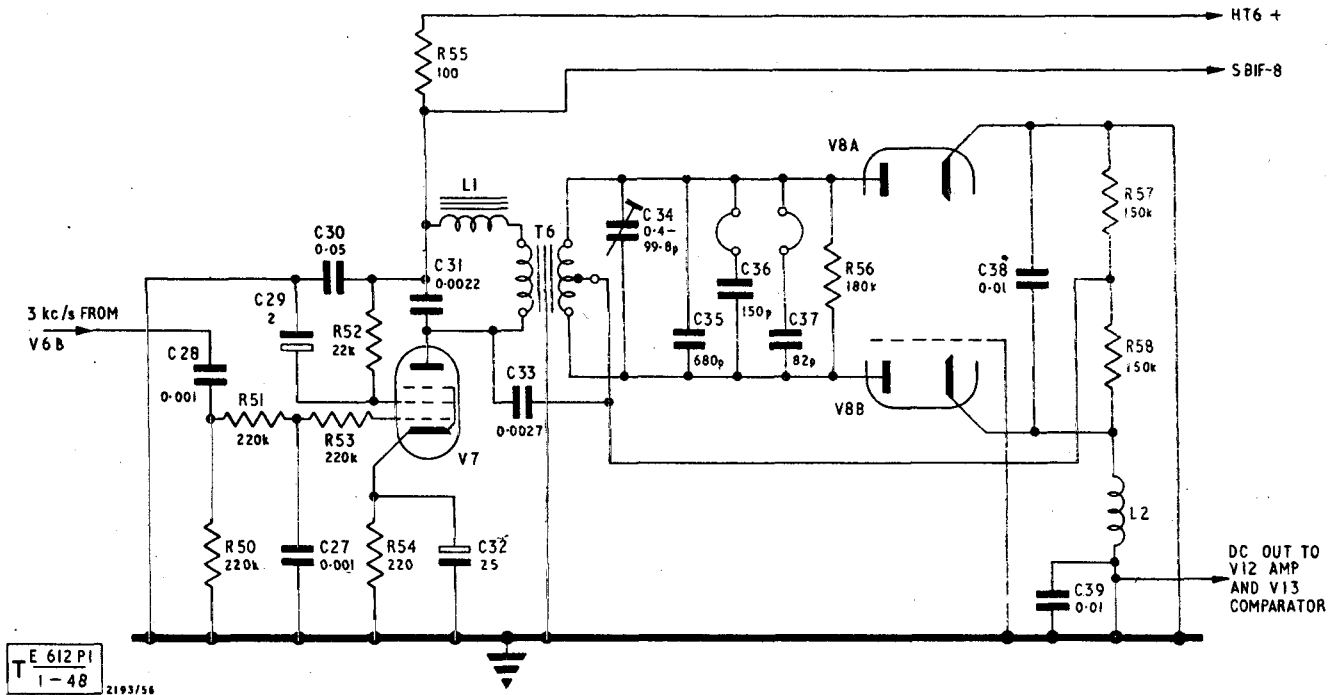 HT6 +
R55
100
SBIF-8
V8A
L1
C34
0·4-
99·8p
T6
R57
150k
C30
0·05
C31
0·0022
C36
150p
R56
180k
C38
0·01
C29
2
3 kc/s FROM
V6B
R52
22k
C35
680p
C37
82p
R58
150k
C28
0·001
C33
0·0027
R51
220k
R53
220k
V7
V8B
L2
R50
220k
C27
0·001
R54
220
C32
25
DC OUT TO
V12 AMP
AND V13
COMPARATOR
C39
0·01
T E 612 P1
1-48
2193/56